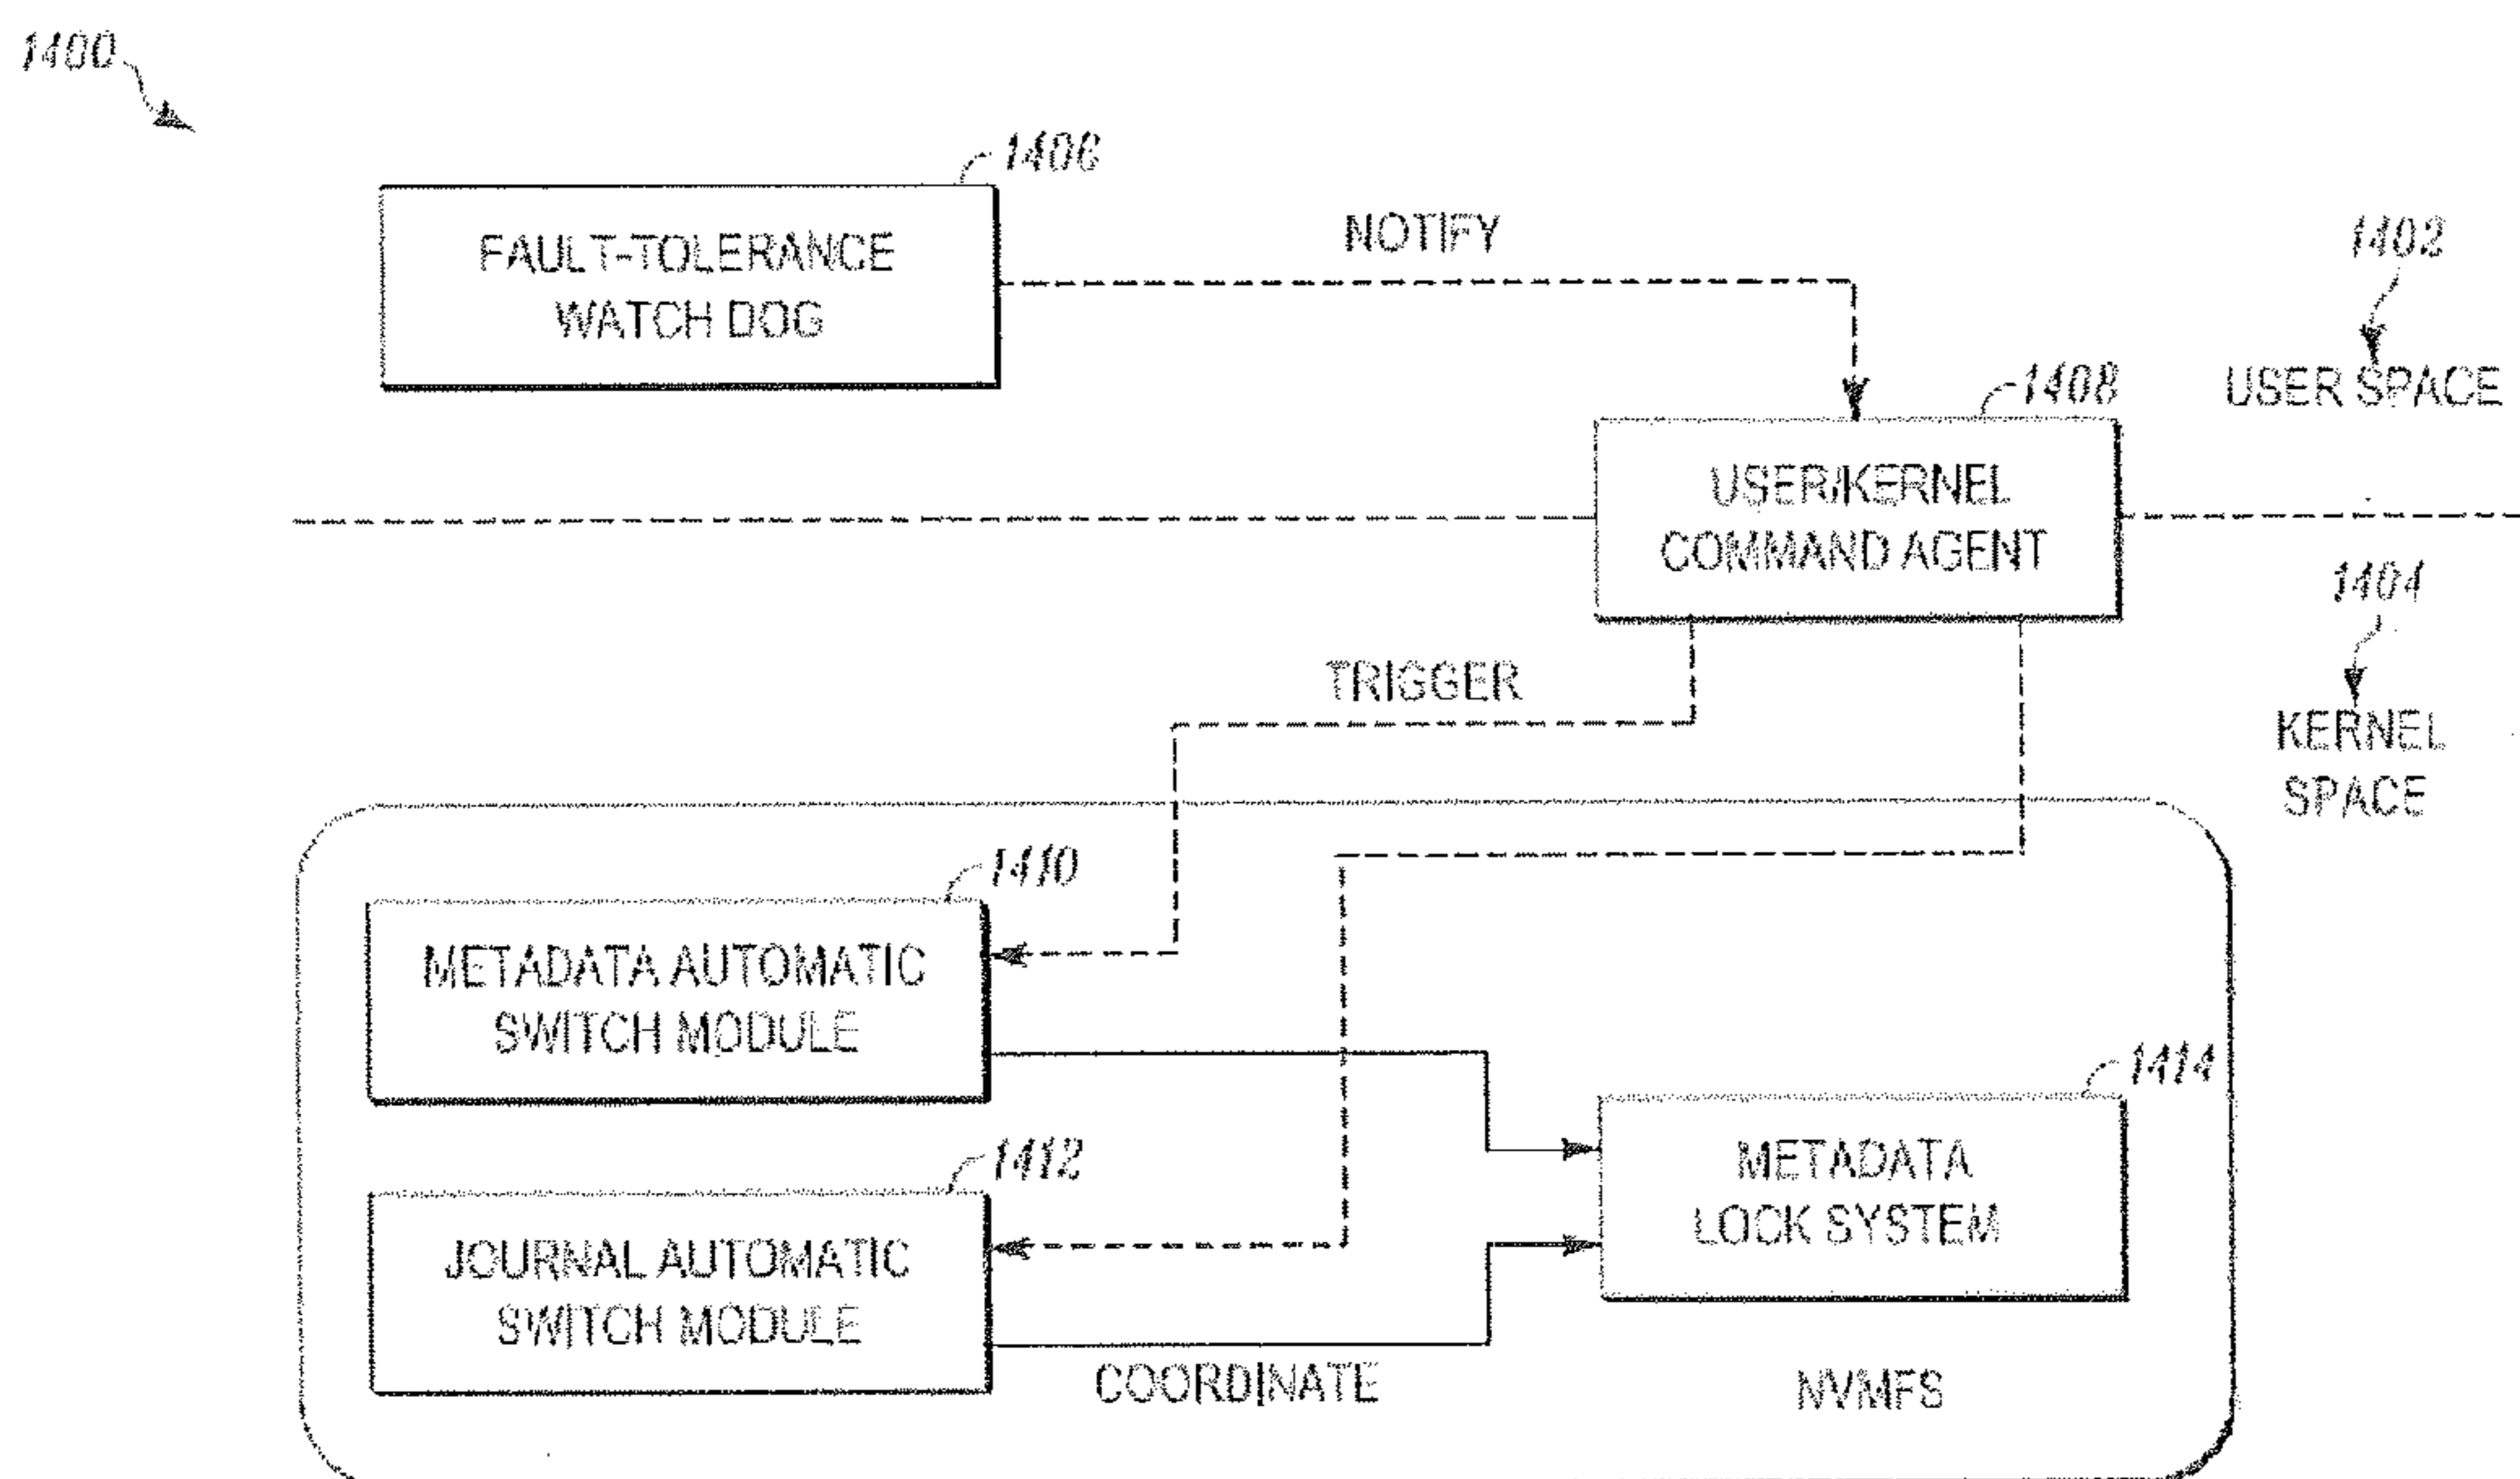 1400
1406
FAULT-TOLERANCE
WATCH DOG
NOTIFY
1402
USER SPACE
1408
USER/KERNEL
COMMAND AGENT
1404
KERNEL
SPACE
TRIGGER
1410
METADATA AUTOMATIC
SWITCH MODULE
1412
JOURNAL AUTOMATIC
SWITCH MODULE
1414
METADATA
LOCK SYSTEM
COORDINATE
NVMFS